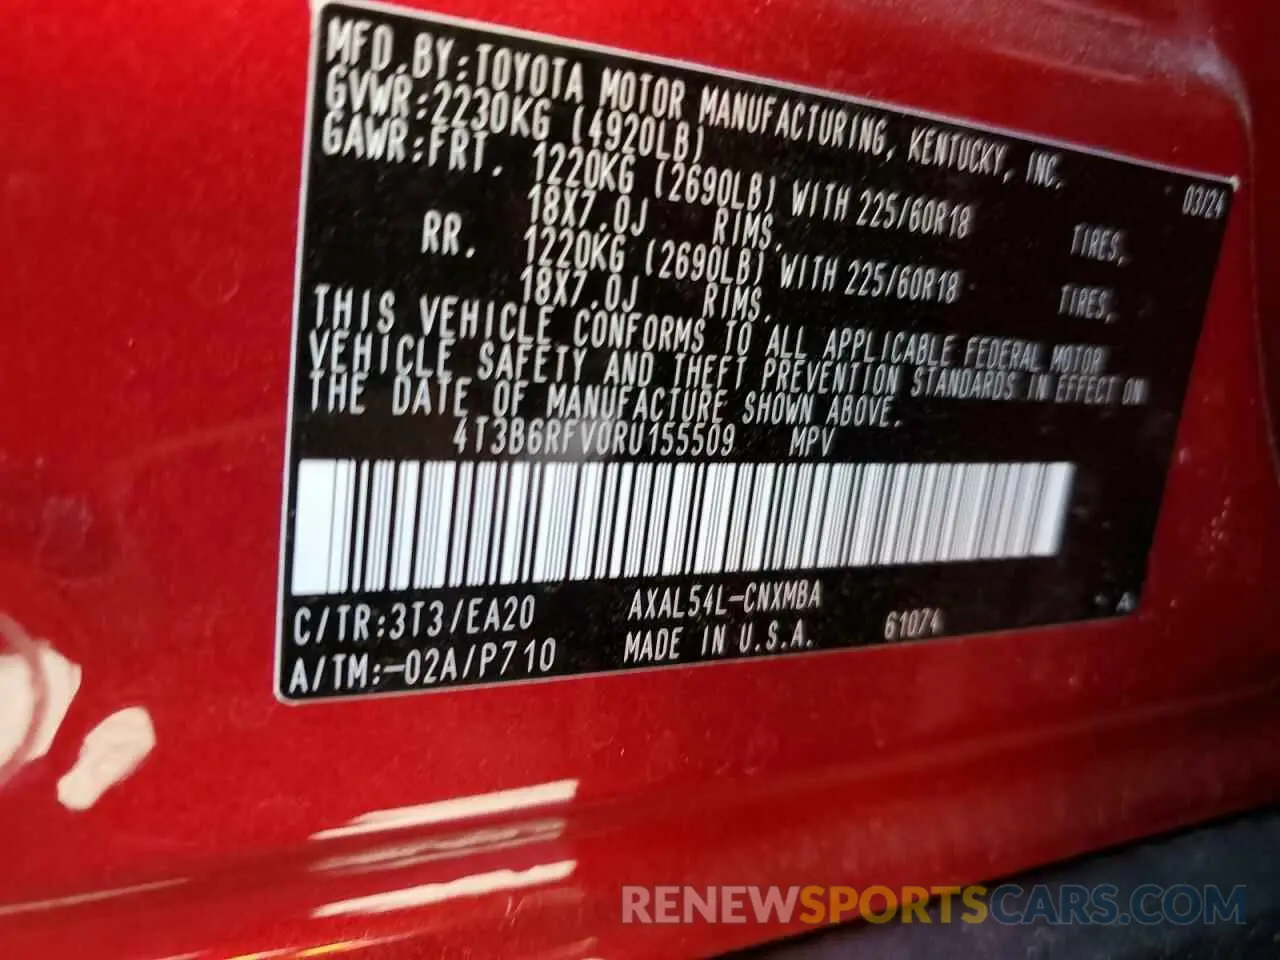 MFD.BY:TOYOTA MOTOR MANUFACTURING, KENTUCKY, INC.
03/24
GVWR:2230KG (4920LB)
GAWR:FRT. 1220KG (2690LB) WITH 225/60R18 TIRES,
18X7.0J RIMS,
RR. 1220KG (2690LB) WITH 225/60R18 TIRES,
18X7.0J RIMS.
THIS VEHICLE CONFORMS TO ALL APPLICABLE FEDERAL MOTOR
VEHICLE SAFETY AND THEFT PREVENTION STANDARDS IN EFFECT ON
THE DATE OF MANUFACTURE SHOWN ABOVE.
4T3B6RFV0RU155509 MPV
C/TR:3T3/EA20 AXAL54L-CNXMBA A
A/TM:-02A/P710 MADE IN U.S.A. 61074
RENEWSPORTSCARS.COM